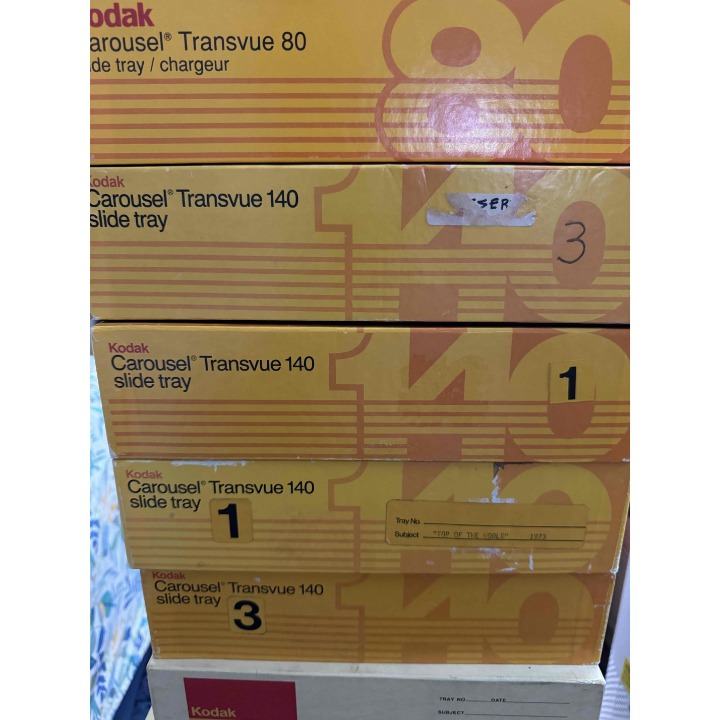 odak
arousel® Transvue 80
ide tray / chargeur
80
Kodak
Carousel® Transvue 140
slide tray
140
SER
3
Kodak
Carousel® Transvue 140
slide tray
140
1
Kodak
Carousel® Transvue 140
slide tray
1
140
Tray No.
Subject "TOP OF THE WORLD" 1973
Kodak
Carousel® Transvue 140
slide tray
3
140
Kodak
TRAY NO. DATE
SUBJECT